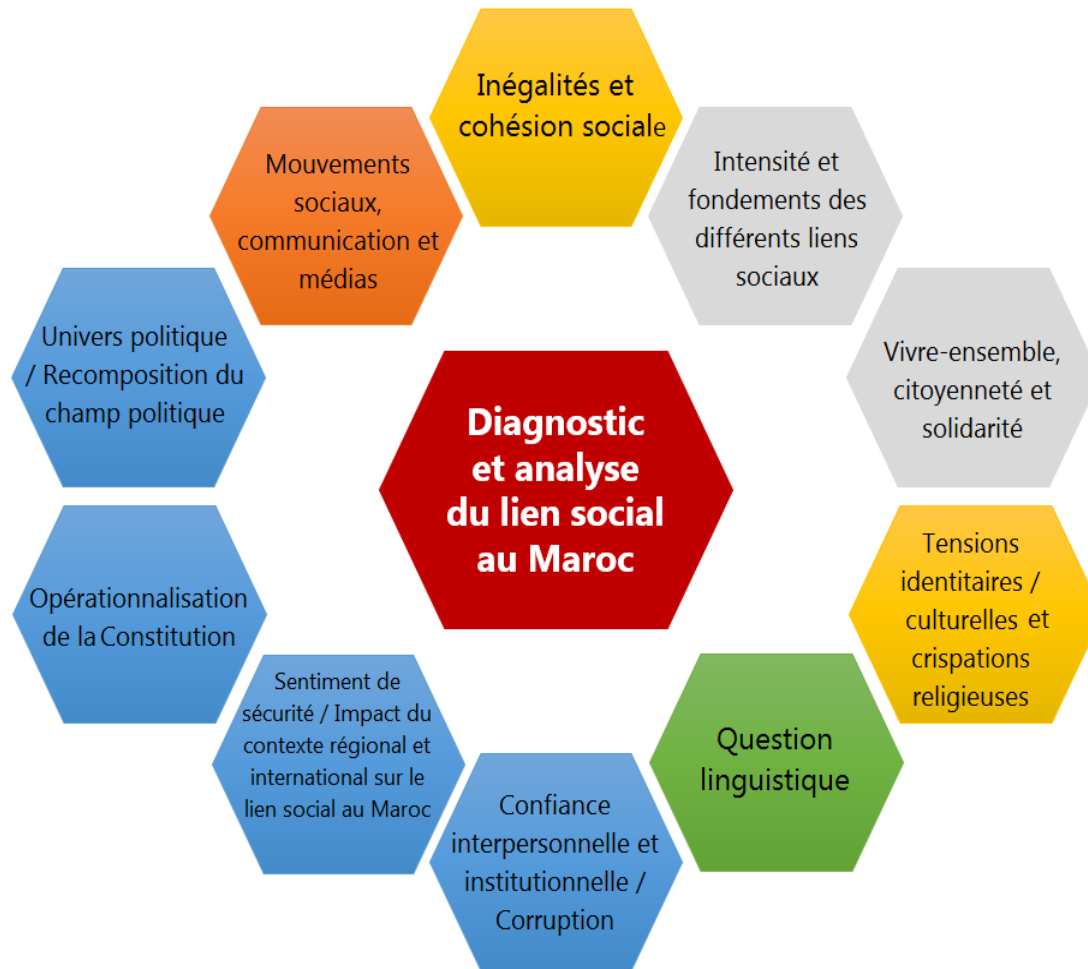 Inégalités et
cohésion sociale
Intensité et
fondements des
différents liens
sociaux
Vivre-ensemble,
citoyenneté et
solidarité
Tensions
identitaires /
culturelles et
crispations
religieuses
Question
linguistique
Confiance
interpersonnelle et
institutionnelle /
Corruption
Sentiment de
sécurité / Impact du
contexte régional et
international sur le
lien social au Maroc
Opérationnalisation
de la Constitution
Univers politique
/ Recomposition du
champ politique
Mouvements
sociaux,
communication et
médias
Diagnostic
et analyse
du lien social
au Maroc